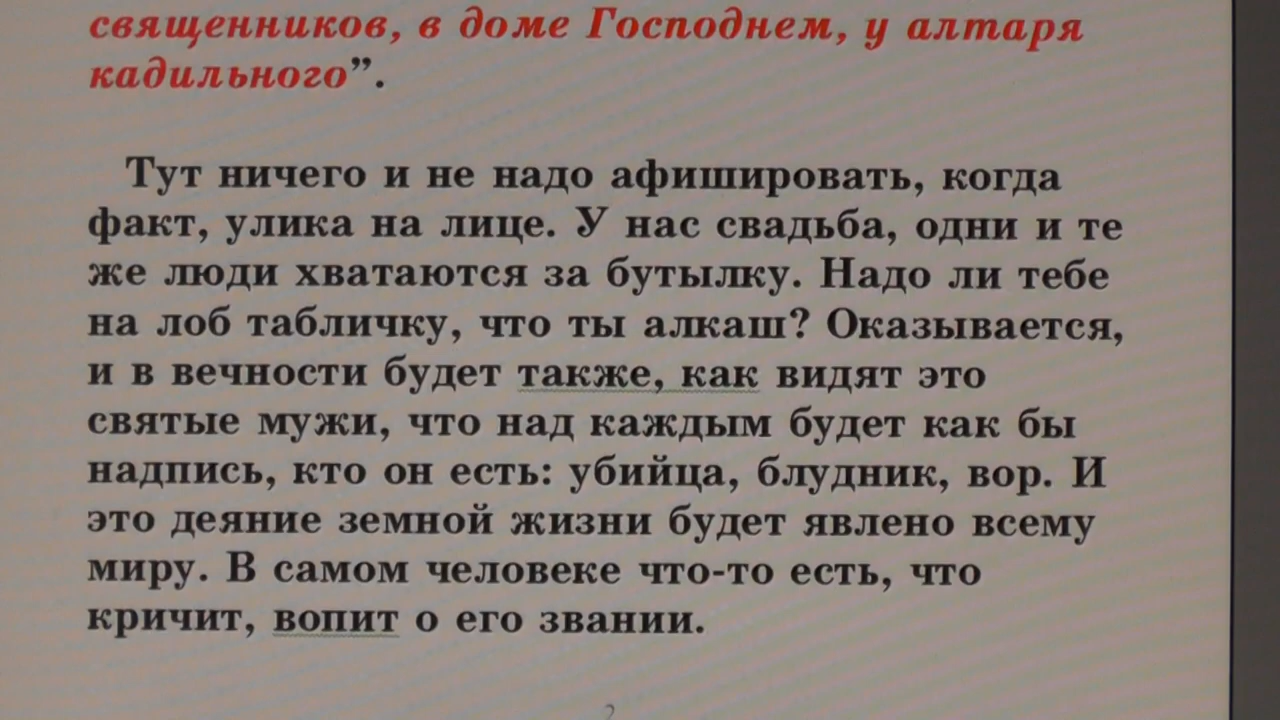 священников, в доме Господнем, у алтаря
кадильного”.
Тут ничего и не надо афишировать, когда
факт, улика на лице. У нас свадьба, одни и те
же люди хватаются за бутылку. Надо ли тебе
на лоб табличку, что ты алкаш? Оказывается,
и в вечности будет также, как видят это
святые мужи, что над каждым будет как бы
надпись, кто он есть: убийца, блудник, вор. И
это деяние земной жизни будет явлено всему
миру. В самом человеке что-то есть, что
кричит, вопит о его звании.
2